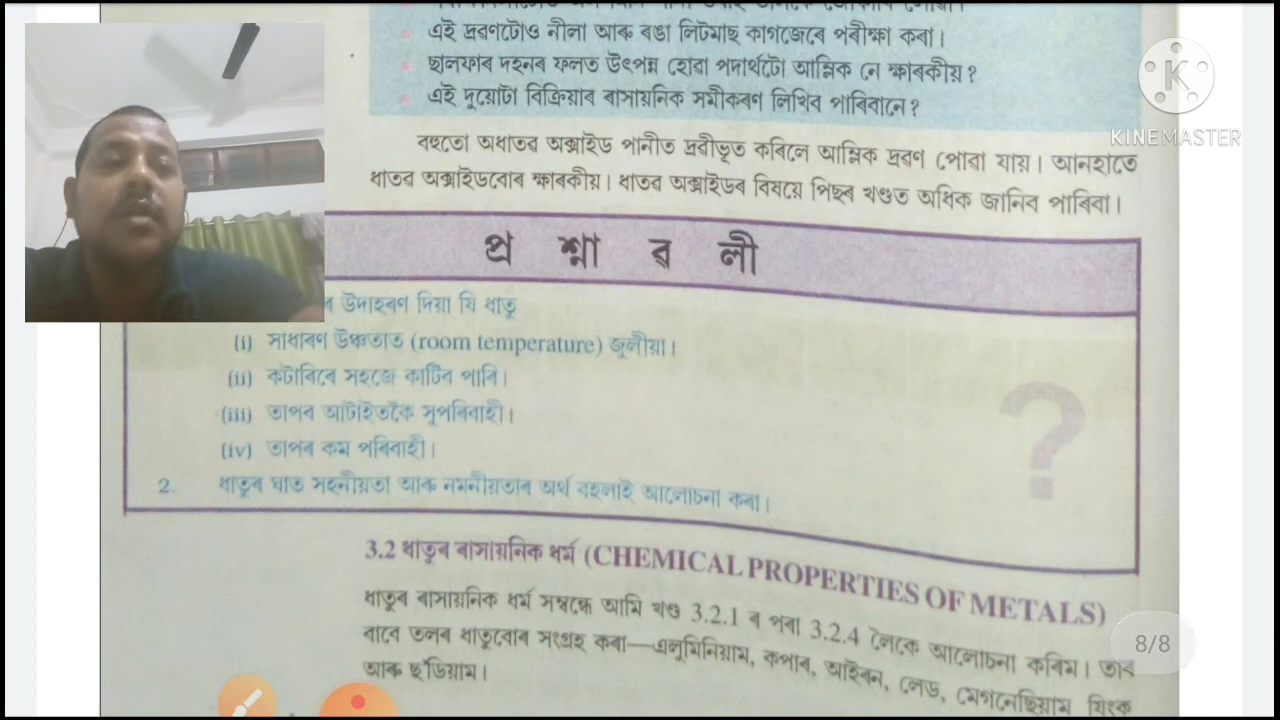 এই দ্ৰৱণটোও নীলা আৰু ৰঙা লিটমাছ কাগজেৰে পৰীক্ষা কৰা।
ছালফাৰ দহনৰ ফলত উৎপন্ন হোৱা পদাৰ্থটো আম্লিক নে ক্ষাৰকীয়?
এই দুয়োটা বিক্ৰিয়াৰ ৰাসায়নিক সমীকৰণ লিখিব পাৰিবানে?
KINEMASTER
বহুতো অধাতৱ অক্সাইড পানীত দ্ৰৱীভূত কৰিলে আম্লিক দ্ৰৱণ পোৱা যায়। আনহাতে
ধাতৱ অক্সাইডবোৰ ক্ষাৰকীয়। ধাতৱ অক্সাইডৰ বিষয়ে পিছৰ খণ্ডত অধিক জানিব পাৰিবা।
প্ৰ শ্না ৱ লী
ৰ উদাহৰণ দিয়া যি ধাতু
(i) সাধাৰণ উষ্ণতাত (room temperature) জুলীয়া।
(ii) কটাৰিৰে সহজে কাটিব পাৰি।
(iii) তাপৰ আটাইতকৈ সুপৰিবাহী।
(iv) তাপৰ কম পৰিবাহী।
?
2. ধাতুৰ ঘাত সহনীয়তা আৰু নমনীয়তাৰ অৰ্থ বহলাই আলোচনা কৰা।
3.2 ধাতুৰ ৰাসায়নিক ধৰ্ম (CHEMICAL PROPERTIES OF METALS)
ধাতুৰ ৰাসায়নিক ধৰ্ম সম্বন্ধে আমি খণ্ড 3.2.1 ৰ পৰা 3.2.4 লৈকে আলোচনা কৰিম। তাৰ
বাবে তলৰ ধাতুবোৰ সংগ্ৰহ কৰা—এলুমিনিয়াম, কপাৰ, আইৰন, লেড, মেগনেছিয়াম যিংক
আৰু ছ'ডিয়াম।
8/8